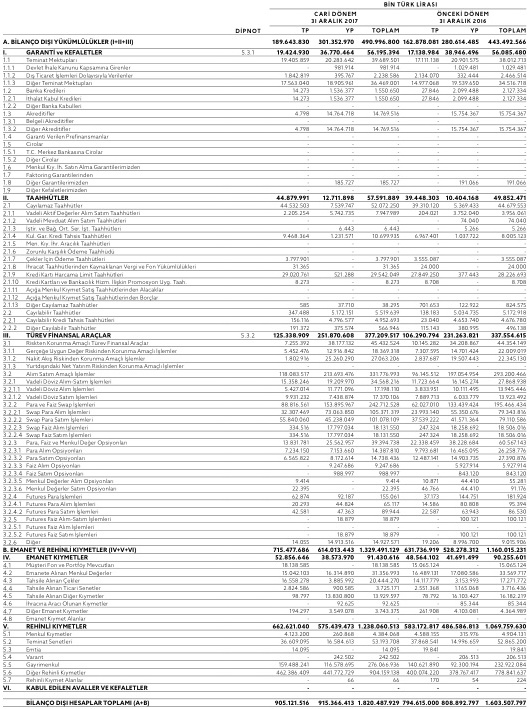 BİN TÜRK LİRASI
CARİ DÖNEM ÖNCEKİ DÖNEM
31 ARALIK 2017 31 ARALIK 2016
DİPNOT TP YP TOPLAM TP YP TOPLAM
A. BİLANÇO DIŞI YÜKÜMLÜLÜKLER (I+II+III) 189.643.830 301.352.970 490.996.800 162.878.081 280.614.485 443.492.566
I. GARANTİ ve KEFALETLER 5.3.1 19.424.930 36.770.464 56.195.394 17.138.984 38.946.496 56.085.480
1.1 Teminat Mektupları 19.405.859 20.283.642 39.689.501 17.111.138 20.901.575 38.012.713
1.1.1 Devlet İhale Kanunu Kapsamına Girenler - 981.914 981.914 - 1.029.481 1.029.481
1.1.2 Dış Ticaret İşlemleri Dolayısıyla Verilenler 1.842.819 395.767 2.238.586 2.134.070 332.444 2.466.514
1.1.3 Diğer Teminat Mektupları 17.563.040 18.905.961 36.469.001 14.977.068 19.539.650 34.516.718
1.2 Banka Kredileri 14.273 1.536.377 1.550.650 27.846 2.099.488 2.127.334
1.2.1 İthalat Kabul Kredileri 14.273 1.536.377 1.550.650 27.846 2.099.488 2.127.334
1.2.2 Diğer Banka Kabulleri - - - - - -
1.3 Akreditifler 4.798 14.764.718 14.769.516 - 15.754.367 15.754.367
1.3.1 Belgeli Akreditifler - - - - - -
1.3.2 Diğer Akreditifler 4.798 14.764.718 14.769.516 - 15.754.367 15.754.367
1.4 Garanti Verilen Prefinansmanlar - - - - - -
1.5 Cirolar - - - - - -
1.5.1 T.C. Merkez Bankasına Cirolar - - - - - -
1.5.2 Diğer Cirolar - - - - - -
1.6 Menkul Kıy. İh. Satın Alma Garantilerimizden - - - - - -
1.7 Faktoring Garantilerinden - - - - - -
1.8 Diğer Garantilerimizden - 185.727 185.727 - 191.066 191.066
1.9 Diğer Kefaletlerimizden - - - - - -
II. TAAHHÜTLER 44.879.991 12.711.898 57.591.889 39.448.303 10.404.168 49.852.471
2.1 Cayılamaz Taahhütler 44.532.503 7.539.747 52.072.250 39.310.120 5.369.433 44.679.553
2.1.1 Vadeli Aktif Değerler Alım Satım Taahhütleri 2.205.254 5.742.735 7.947.989 204.021 3.752.040 3.956.061
2.1.2 Vadeli Mevduat Alım Satım Taahhütleri - - - - 74.040 74.040
2.1.3 İştir. ve Bağ. Ort. Ser. İşt. Taahhütleri - 6.443 6.443 - 5.266 5.266
2.1.4 Kul. Gar. Kredi Tahsis Taahhütleri 9.468.364 1.231.571 10.699.935 6.967.401 1.037.722 8.005.123
2.1.5 Men. Kıy. İhr. Aracılık Taahhütleri - - - - - -
2.1.6 Zorunlu Karşılık Ödeme Taahhüdü - - - - - -
2.1.7 Çekler İçin Ödeme Taahhütleri 3.797.901 - 3.797.901 3.555.087 - 3.555.087
2.1.8 İhracat Taahhütlerinden Kaynaklanan Vergi ve Fon Yükümlülükleri 31.365 - 31.365 24.000 - 24.000
2.1.9 Kredi Kartı Harcama Limit Taahhütleri 29.020.761 521.288 29.542.049 27.849.250 377.443 28.226.693
2.1.10 Kredi Kartları ve Bankacılık Hizm. İlişkin Promosyon Uyg. Taah 8.273 - 8.273 8.708 - 8.708
2.1.11 Açığa Menkul Kıymet Satış Taahhütlerinden Alacaklar - - - - - -
2.1.12 Açığa Menkul Kıymet Satış Taahhütlerinden Borçlar - - - - - -
2.1.13 Diğer Cayılamaz Taahhütler 585 37.710 38.295 701.653 122.922 824.575
2.2 Cayılabilir Taahhütler 347.488 5.172.151 5.519.639 138.183 5.034.735 5.172.918
2.2.1 Cayılabilir Kredi Tahsis Taahhütleri 156.116 4.796.577 4.952.693 23.040 4.653.740 4.676.780
2.2.2 Diğer Cayılabilir Taahhütler 191.372 375.574 566.946 115.143 380.995 496.138
III. TÜREV FİNANSAL ARAÇLAR 5.3.2 125.338.909 251.870.608 377.209.517 106.290.794 231.263.821 337.554.615
3.1 Riskten Korunma Amaçlı Türev Finansal Araçlar 7.255.392 38.177.132 45.432.524 10.145.282 34.208.867 44.354.149
3.1.1 Gerçeğe Uygun Değer Riskinden Korunma Amaçlı İşlemler 5.452.476 12.916.842 18.369.318 7.307.595 14.701.424 22.009.019
3.1.2 Nakit Akış Riskinden Korunma Amaçlı İşlemler 1.802.916 25.260.290 27.063.206 2.837.687 19.507.443 22.345.130
3.1.3 Yurtdışındaki Net Yatırım Riskinden Korunma Amaçlı İşlemler - - - - - -
3.2 Alım Satım Amaçlı İşlemler 118.083.517 213.693.476 331.776.993 96.145.512 197.054.954 293.200.466
3.2.1 Vadeli Döviz Alım-Satım İşlemleri 15.358.246 19.209.970 34.568.216 11.723.664 16.145.274 27.868.938
3.2.1.1 Vadeli Döviz Alım İşlemleri 5.427.014 11.771.096 17.198.110 3.833.951 10.111.495 13.945.446
3.2.1.2 Vadeli Döviz Satım İşlemleri 9.931.232 7.438.874 17.370.106 7.889.713 6.033.779 13.923.492
3.2.2 Para ve Faiz Swap İşlemleri 88.816.561 153.895.967 242.712.528 62.027.010 133.439.424 195.466.434
3.2.2.1 Swap Para Alım İşlemleri 32.307.469 73.063.850 105.371.319 23.993.140 55.350.676 79.343.816
3.2.2.2 Swap Para Satım İşlemleri 55.840.060 45.238.049 101.078.109 37.539.222 41.571.364 79.110.586
3.2.2.3 Swap Faiz Alım İşlemleri 334.516 17.797.034 18.131.550 247.324 18.258.692 18.506.016
3.2.2.4 Swap Faiz Satım İşlemleri 334.516 17.797.034 18.131.550 247.324 18.258.692 18.506.016
3.2.3 Para, Faiz ve Menkul Değer Opsiyonları 13.831.781 25.562.957 39.394.738 22.338.459 38.228.684 60.567.143
3.2.3.1 Para Alım Opsiyonları 7.234.150 7.153.660 14.387.810 9.793.681 16.465.095 26.258.776
3.2.3.2 Para Satım Opsiyonları 6.565.822 8.172.614 14.738.436 12.487.141 14.903.735 27.390.876
3.2.3.3 Faiz Alım Opsiyonları - 9.247.686 9.247.686 - 5.927.914 5.927.914
3.2.3.4 Faiz Satım Opsiyonları - 988.997 988.997 - 843.120 843.120
3.2.3.5 Menkul Değerler Alım Opsiyonları 9.414 - 9.414 10.871 44.410 55.281
3.2.3.6 Menkul Değerler Satım Opsiyonları 22.395 - 22.395 46.766 44.410 91.176
3.2.4 Futures Para İşlemleri 62.874 92.187 155.061 37.173 144.751 181.924
3.2.4.1 Futures Para Alım İşlemleri 20.293 44.824 65.117 14.586 80.808 95.394
3.2.4.2 Futures Para Satım İşlemleri 42.581 47.363 89.944 22.587 63.943 86.530
3.2.5 Futures Faiz Alım-Satım İşlemleri - 18.879 18.879 - 100.121 100.121
3.2.5.1 Futures Faiz Alım İşlemleri - - - - - -
3.2.5.2 Futures Faiz Satım İşlemleri - 18.879 18.879 - 100.121 100.121
3.2.6 Diğer 14.055 14.913.516 14.927.571 19.206 8.996.700 9.015.906
B. EMANET VE REHİNLİ KIYMETLER (IV+V+VI) 715.477.686 614.013.443 1.329.491.129 631.736.919 528.278.312 1.160.015.231
IV. EMANET KIYMETLER 52.856.646 38.573.970 91.430.616 48.564.102 41.691.499 90.255.601
4.1 Müşteri Fon ve Portföy Mevcutları 18.138.585 - 18.138.585 15.065.124 - 15.065.124
4.2 Emanete Alınan Menkul Değerler 15.042.103 16.314.890 31.356.993 16.489.131 17.080.586 33.569.717
4.3 Tahsile Alınan Çekler 16.558.278 3.885.992 20.444.270 14.117.779 3.153.993 17.271.772
4.4 Tahsile Alınan Ticari Senetler 2.824.586 900.585 3.725.171 2.551.368 1.165.068 3.716.436
4.5 Tahsile Alınan Diğer Kıymetler 98.797 13.830.800 13.929.597 78.792 16.103.427 16.182.219
4.6 İhracına Aracı Olunan Kıymetler - 92.625 92.625 - 85.344 85.344
4.7 Diğer Emanet Kıymetler 194.297 3.549.078 3.743.375 261.908 4.103.081 4.364.989
4.8 Emanet Kıymet Alanlar - - - - - -
V. REHİNLİ KIYMETLER 662.621.040 575.439.473 1.238.060.513 583.172.817 486.586.813 1.069.759.630
5.1 Menkul Kıymetler 4.123.200 260.868 4.384.068 4.588.155 315.976 4.904.131
5.2 Teminat Senetleri 36.609.095 16.584.613 53.193.708 37.868.541 14.996.659 52.865.200
5.3 Emtia 14.095 - 14.095 19.841 - 19.841
5.4 Varant - 242.502 242.502 - 206.513 206.513
5.5 Gayrimenkul 159.488.241 116.578.695 276.066.936 140.621.890 92.300.194 232.922.084
5.6 Diğer Rehinli Kıymetler 462.386.409 441.772.729 904.159.138 400.074.220 378.767.417 778.841.637
5.7 Rehinli Kıymet Alanlar - 66 66 170 54 224
VI. KABUL EDİLEN AVALLER VE KEFALETLER - - - - - -
BİLANÇO DIŞI HESAPLAR TOPLAMI (A+B) 905.121.516 915.366.413 1.820.487.929 794.615.000 808.892.797 1.603.507.797